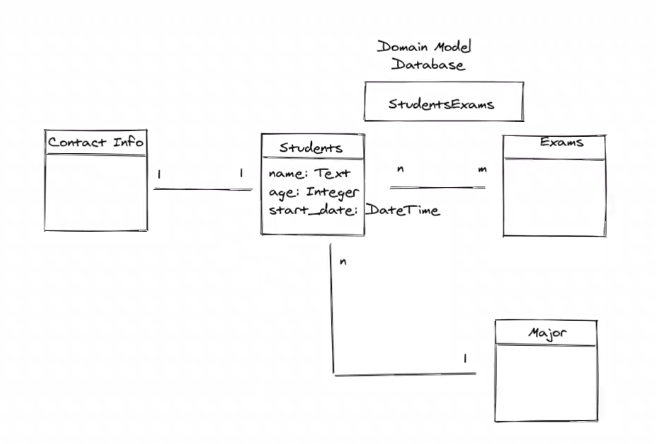 Domain Model
Database
StudentsExams
Contact Info
Students
Exams
name: Text
age: Integer
start_date: DateTime
1
1
n
m
n
1
Major